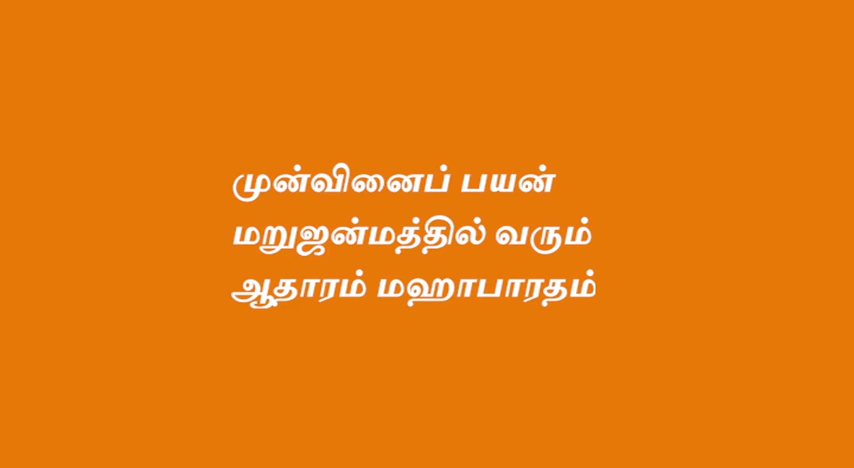 முன்வினைப் பயன்
மறுஜன்மத்தில் வரும்
ஆதாரம் மஹாபாரதம்